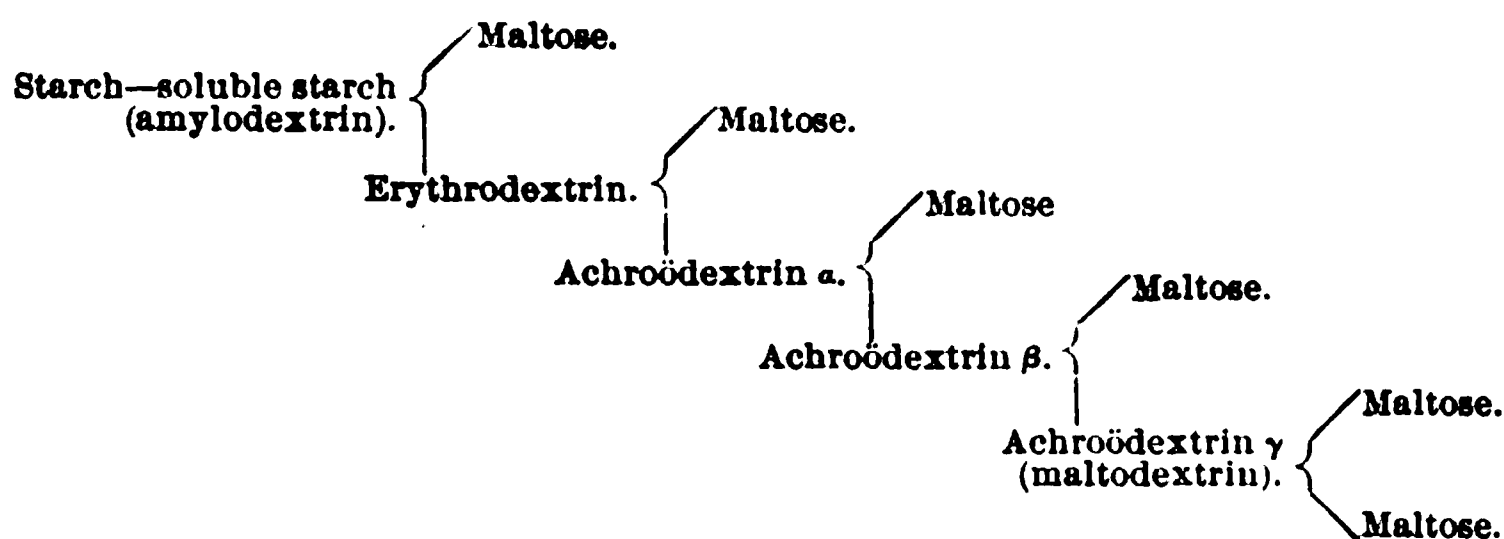 Maltose.
Starch—soluble starch
(amylodextrin).
Maltose.
Erythrodextrin.
Maltose
Achroödextrin α.
Maltose.
Achroödextrin β.
Maltose.
Achroödextrin γ
(maltodextrin).
Maltose.